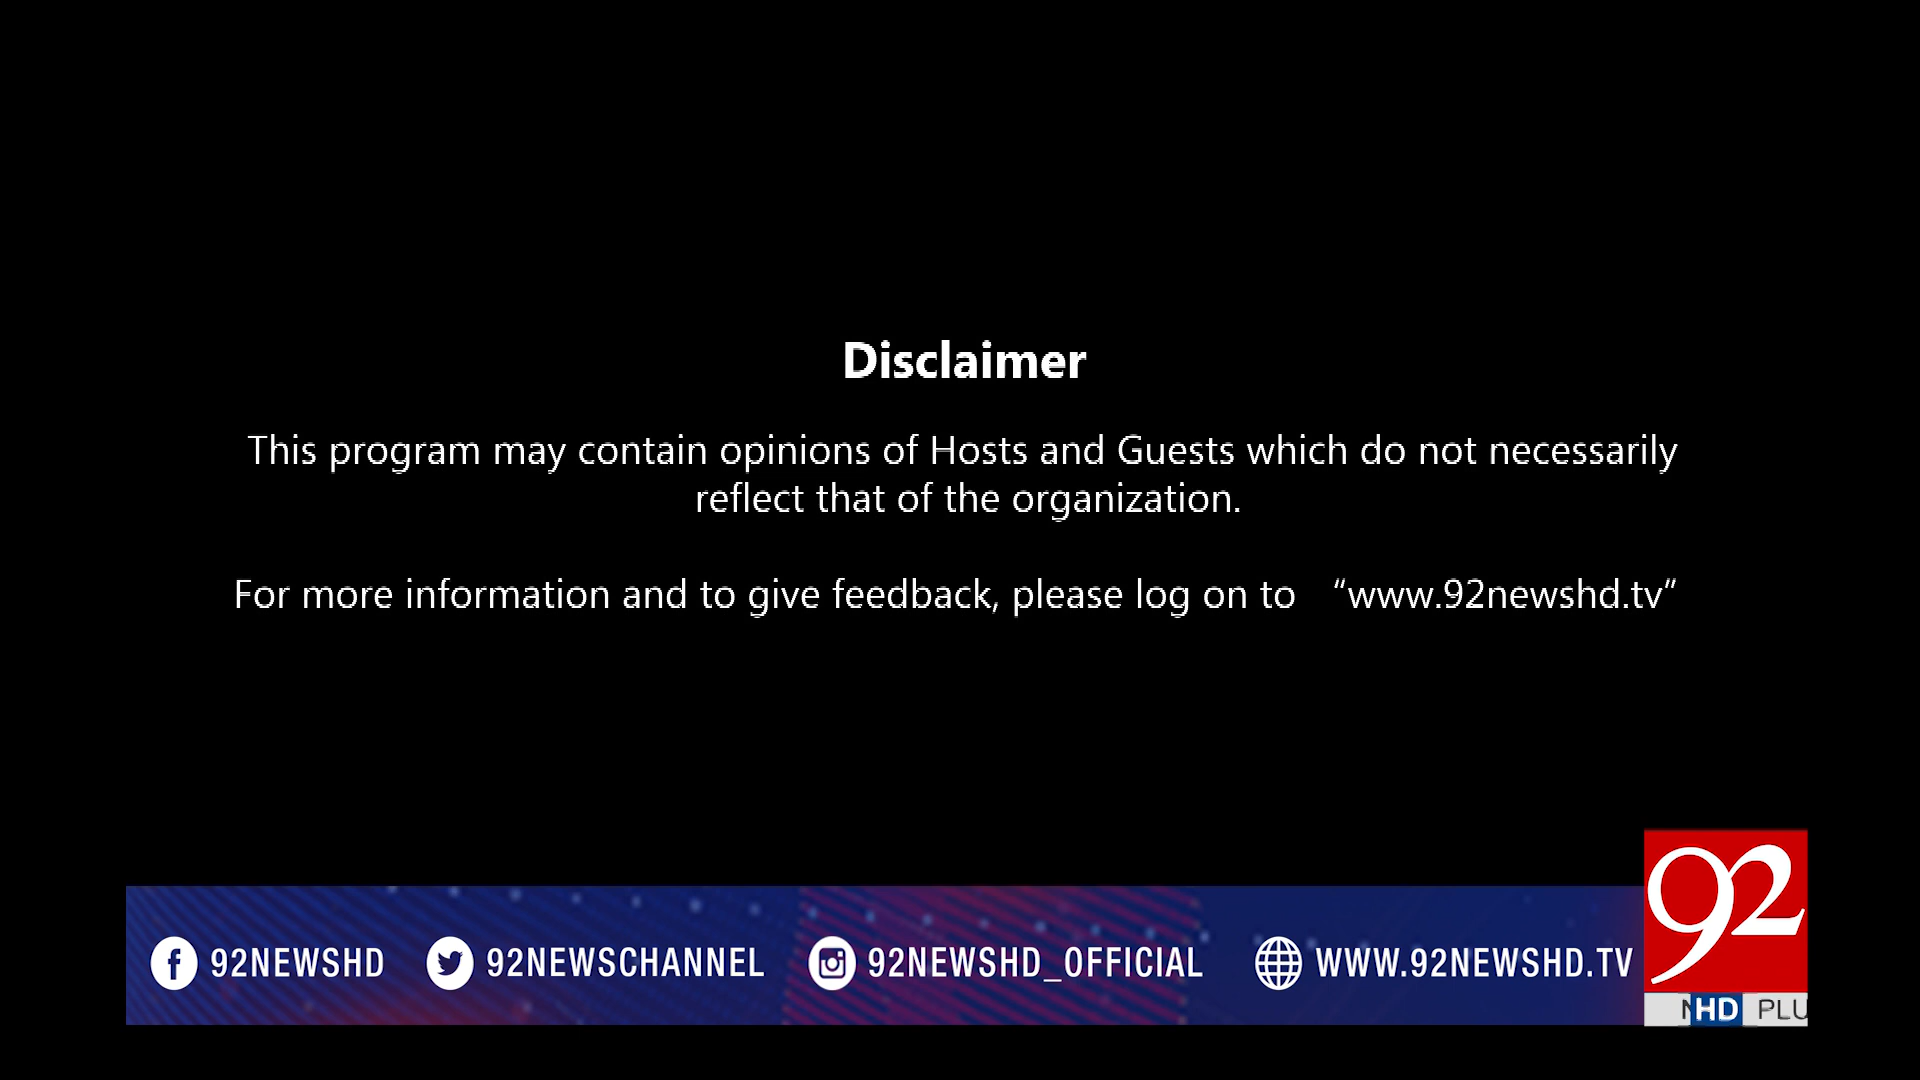 Disclaimer
This program may contain opinions of Hosts and Guests which do not necessarily
reflect that of the organization.
For more information and to give feedback, please log on to “www.92newshd.tv”
92NEWSHD
92NEWSCHANNEL
92NEWSHD_OFFICIAL
WWW.92NEWSHD.TV
92
HD